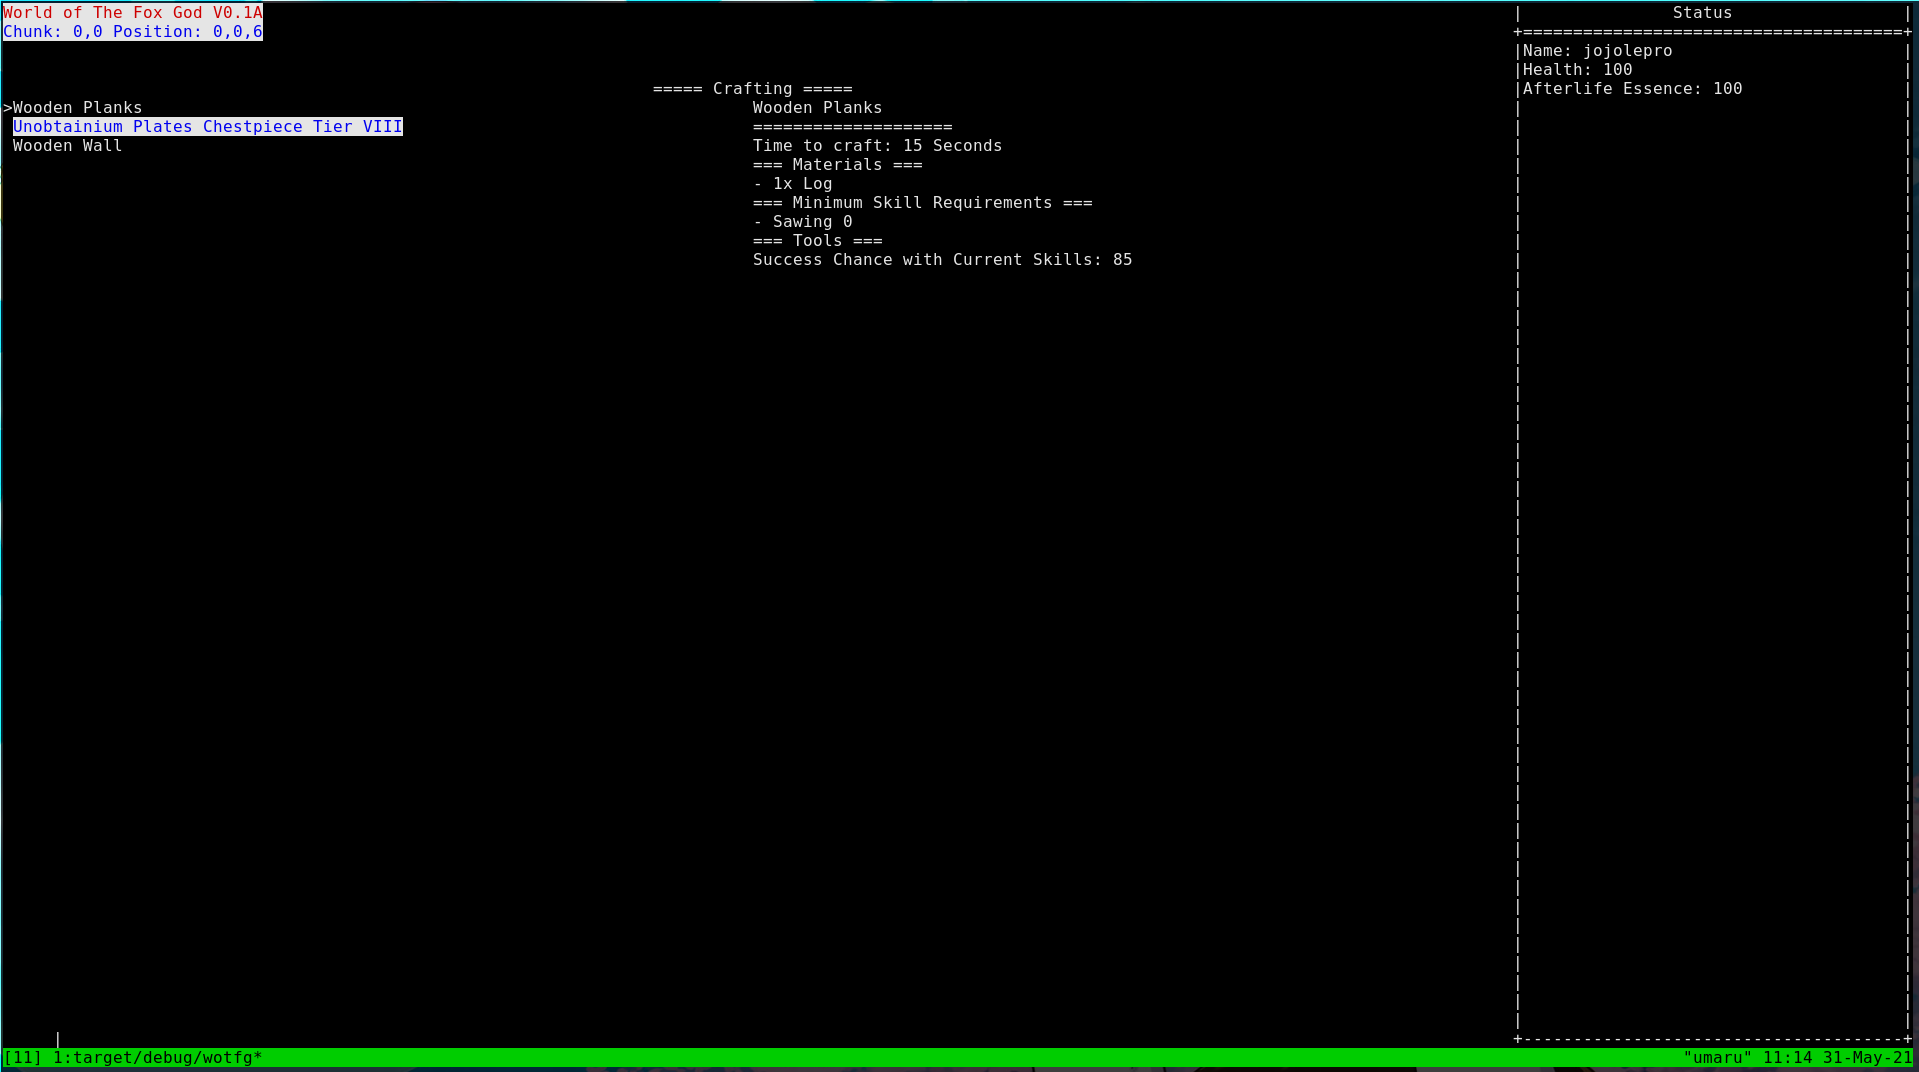 World of The Fox God V0.1A
Chunk: 0,0 Position: 0,0,6
===== Crafting =====
>Wooden Planks
Unobtainium Plates Chestpiece Tier VIII
Wooden Wall
Wooden Planks
====================
Time to craft: 15 Seconds
=== Materials ===
- 1x Log
=== Minimum Skill Requirements ===
- Sawing 0
=== Tools ===
Success Chance with Current Skills: 85
| Status |
+======================================+
|Name: jojolepro |
|Health: 100 |
|Afterlife Essence: 100 |
+--------------------------------------+
[11] 1:target/debug/wotfg*
"umaru" 11:14 31-May-21